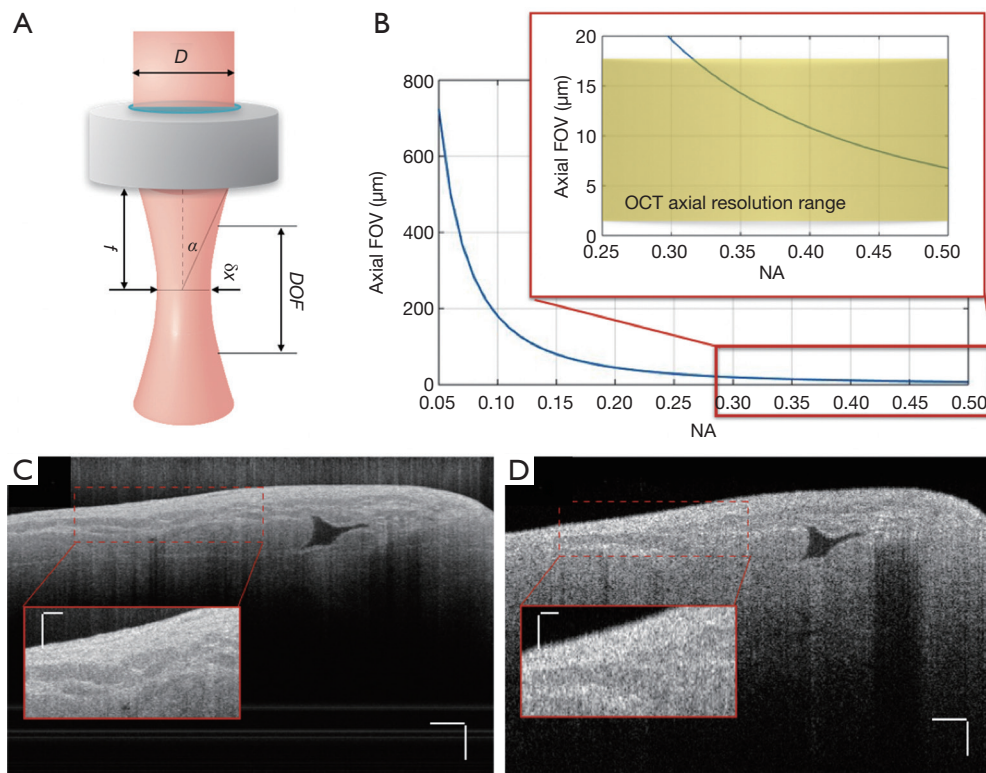 A
D
f
α
δx
DOF
B
Axial FOV (μm)
800
600
400
200
0
0.05 0.10 0.15 0.20 0.25 0.30 0.35 0.40 0.45 0.50
NA
Axial FOV (μm)
20
15
10
5
0
OCT axial resolution range
0.25 0.30 0.35 0.40 0.45 0.50
NA
C
D